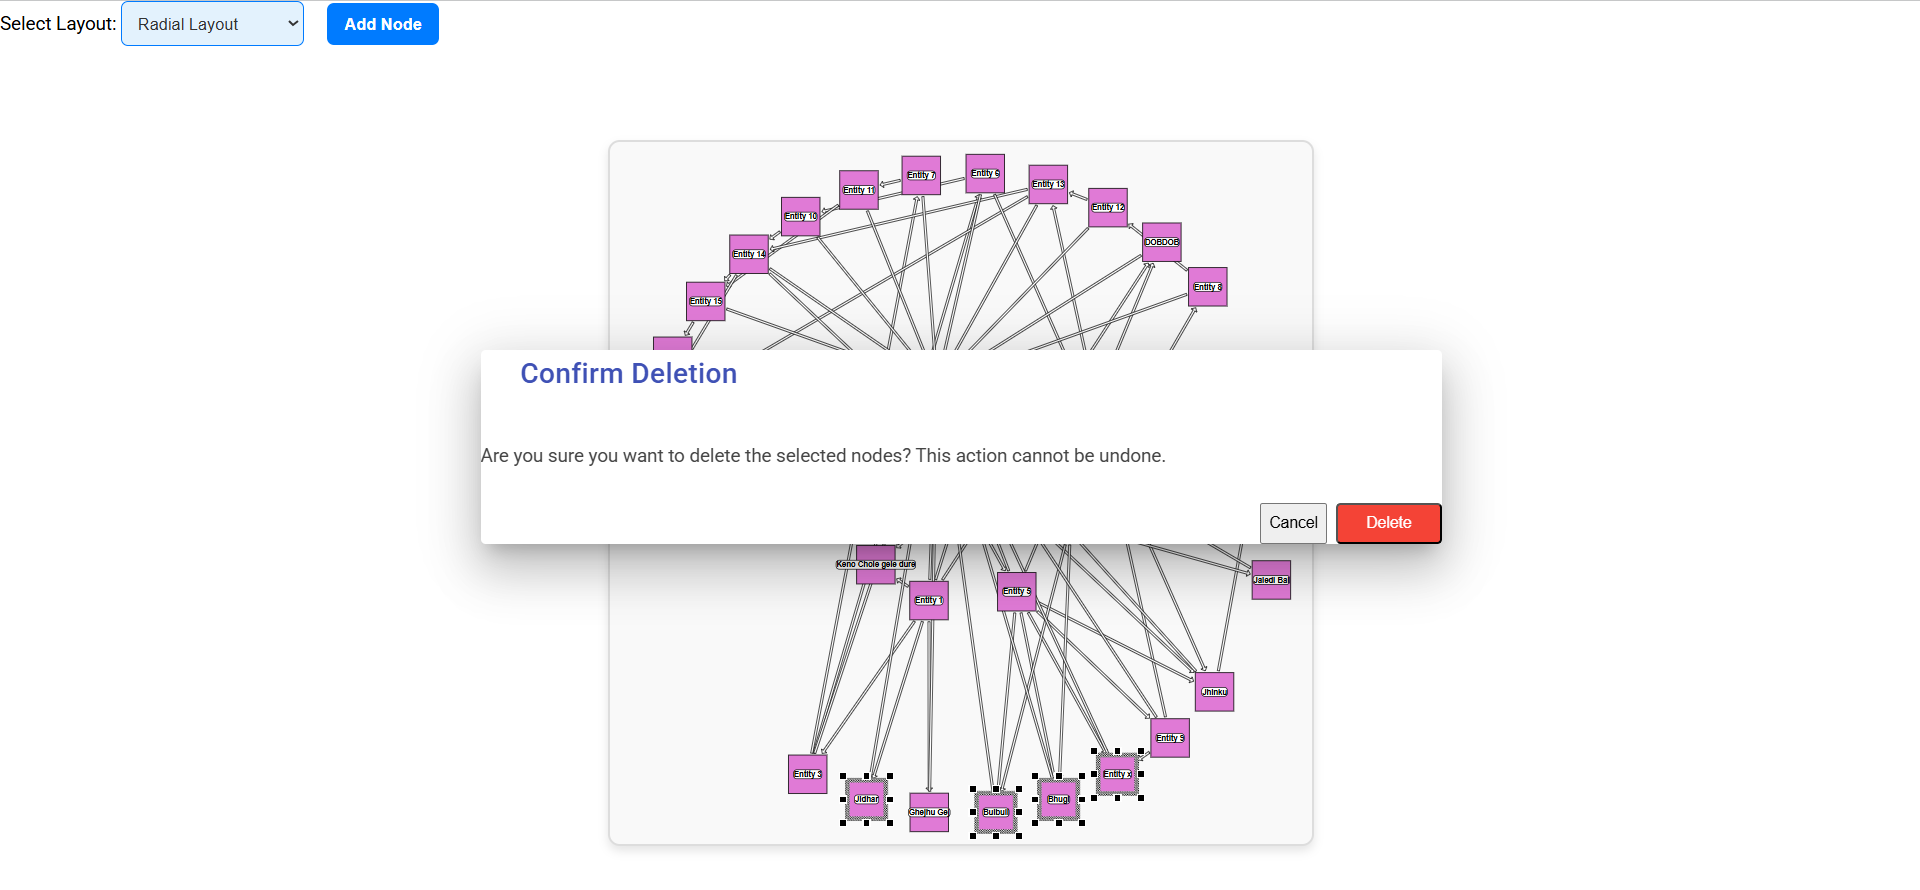 Select Layout: Radial Layout Add Node
Entity 7
Entity 6
Entity 13
Entity 11
Entity 12
Entity 10
DOBDOB
Entity 14
Entity 8
Entity 15
Confirm Deletion
Are you sure you want to delete the selected nodes? This action cannot be undone.
Cancel Delete
Keno Chole gele dure
Jaledi Bai
Entity 1
Entity 5
Jhinku
Entity 9
Entity 3
Entity x
Jidhar
Bhugi
Ghejhu Ge
Bulbuli